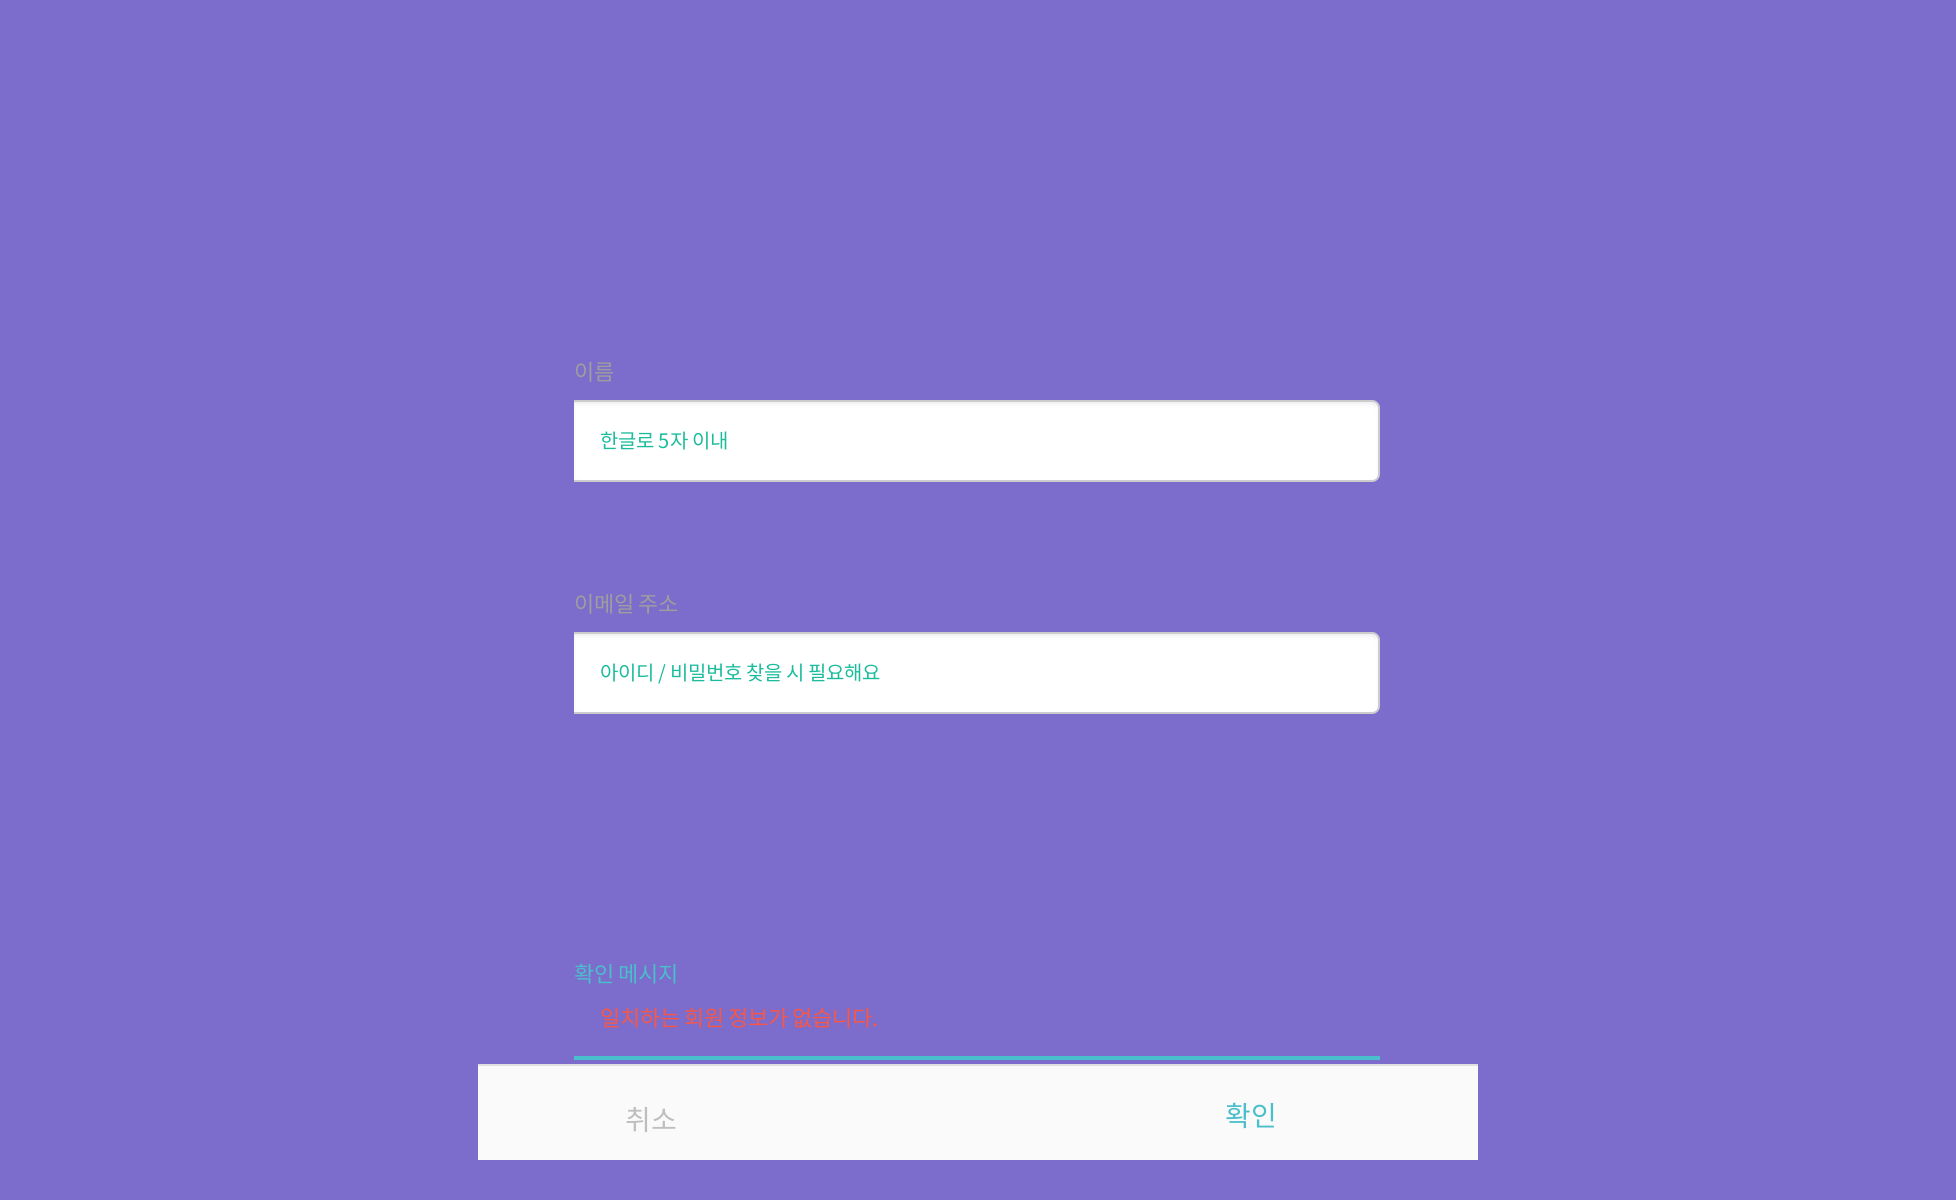 이름
한글로 5자 이내
이메일 주소
아이디 / 비밀번호 찾을 시 필요해요
확인 메시지
일치하는 회원 정보가 없습니다.
취소
확인